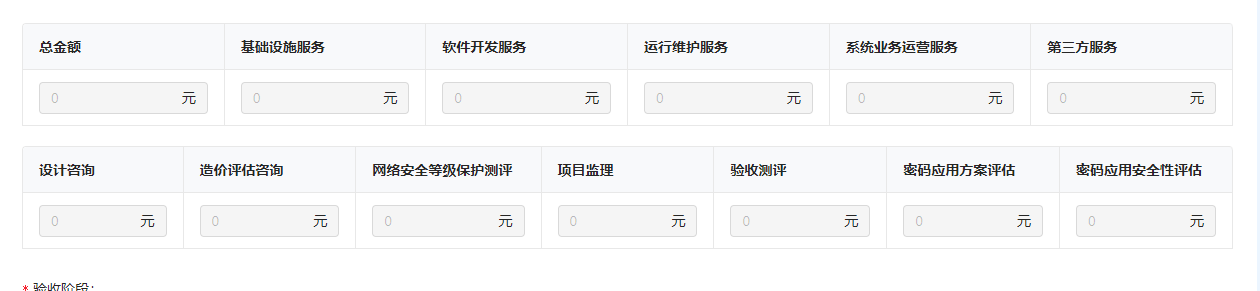 总金额 基础设施服务 软件开发服务 运行维护服务 系统业务运营服务 第三方服务
0 元 0 元 0 元 0 元 0 元 0 元
设计咨询 造价评估咨询 网络安全等级保护测评 项目监理 验收测评 密码应用方案评估 密码应用安全性评估
0 元 0 元 0 元 0 元 0 元 0 元 0 元
* 验收阶段: